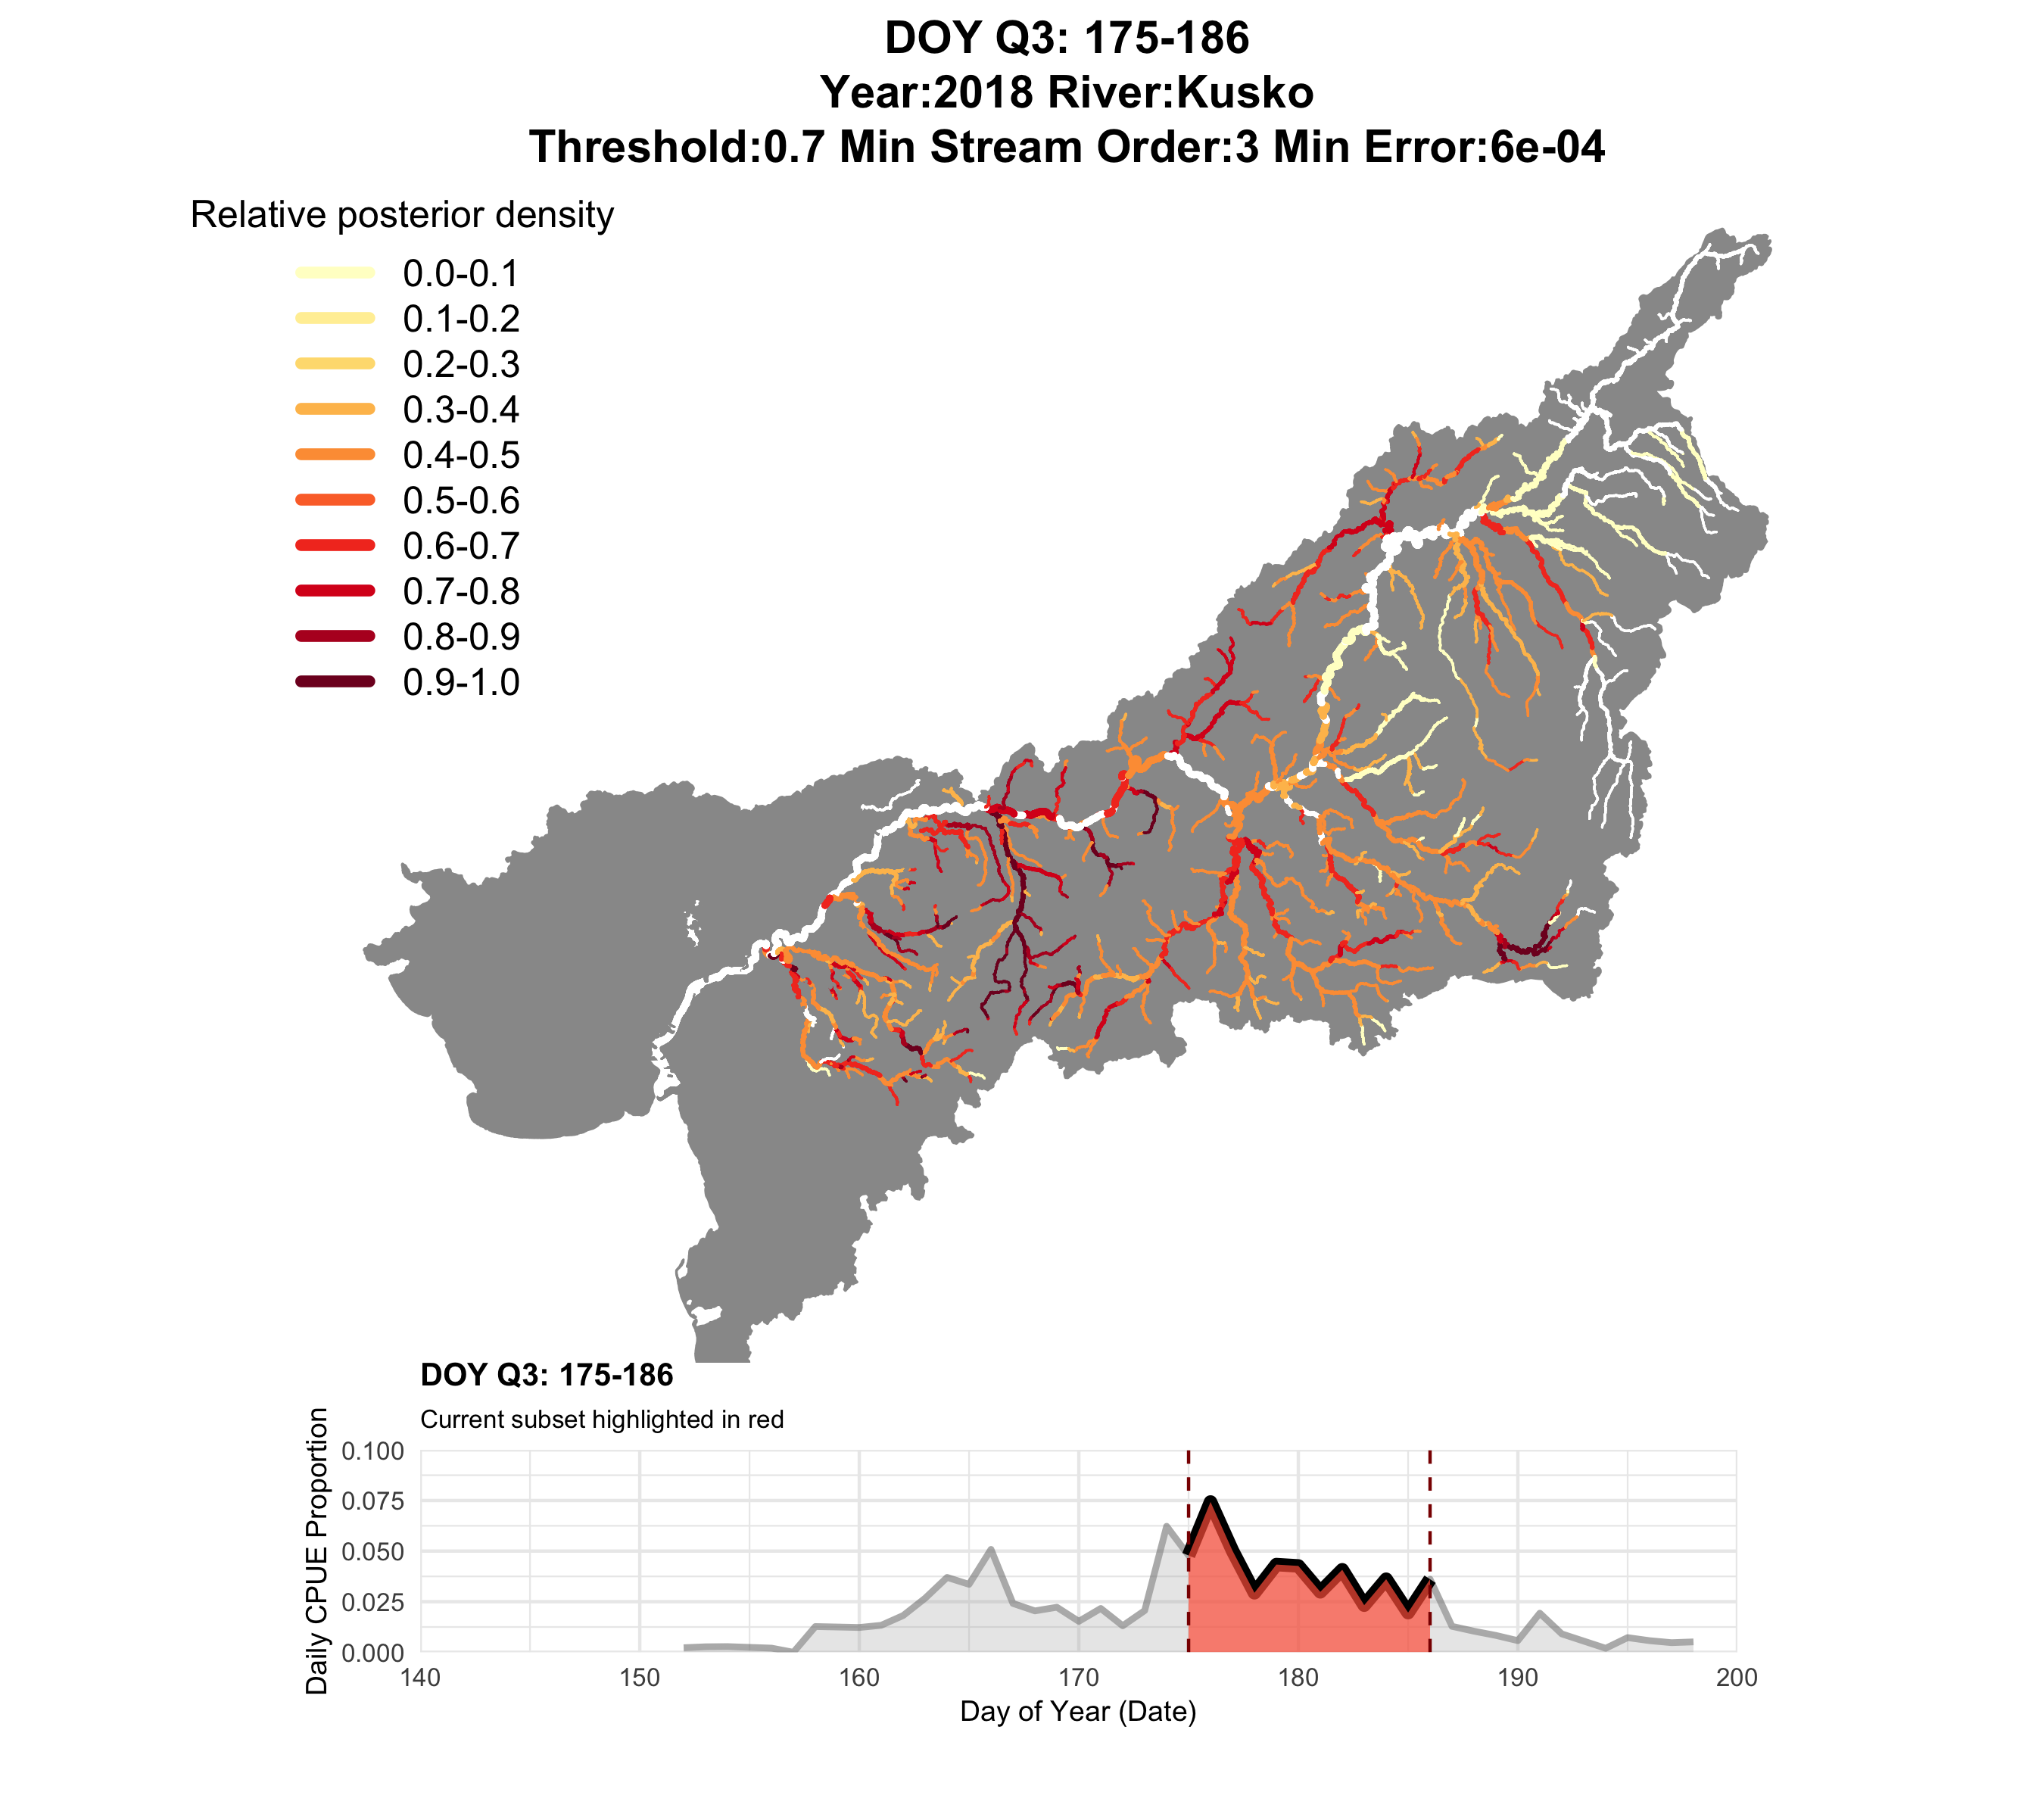 DOY Q3: 175-186
Year:2018 River:Kusko
Threshold:0.7 Min Stream Order:3 Min Error:6e-04
Relative posterior density
0.0-0.1
0.1-0.2
0.2-0.3
0.3-0.4
0.4-0.5
0.5-0.6
0.6-0.7
0.7-0.8
0.8-0.9
0.9-1.0
DOY Q3: 175-186
Current subset highlighted in red
Daily CPUE Proportion
0.100
0.075
0.050
0.025
0.000
140 150 160 170 180 190 200
Day of Year (Date)